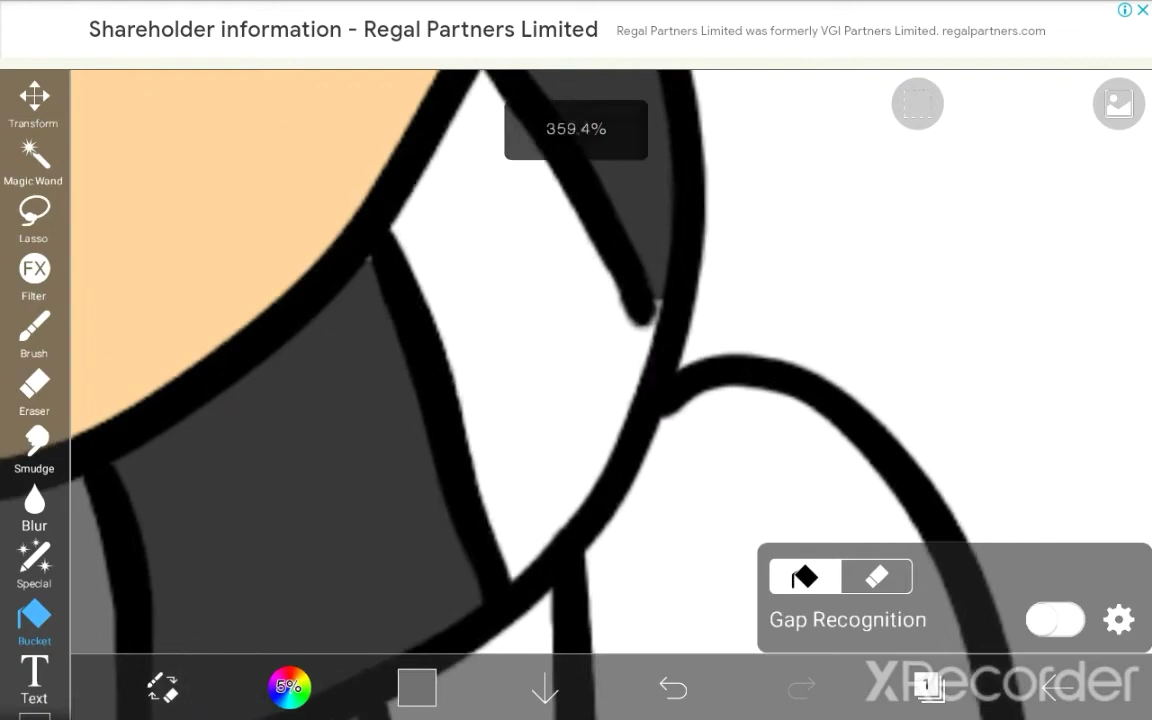 Shareholder information - Regal Partners Limited
Regal Partners Limited was formerly VGI Partners Limited. regalpartners.com
359.4%
Transform
Magic Wand
Lasso
FX
Filter
Brush
Eraser
Smudge
Blur
Special
Bucket
T
Text
Gap Recognition
5%
1
XRecorder